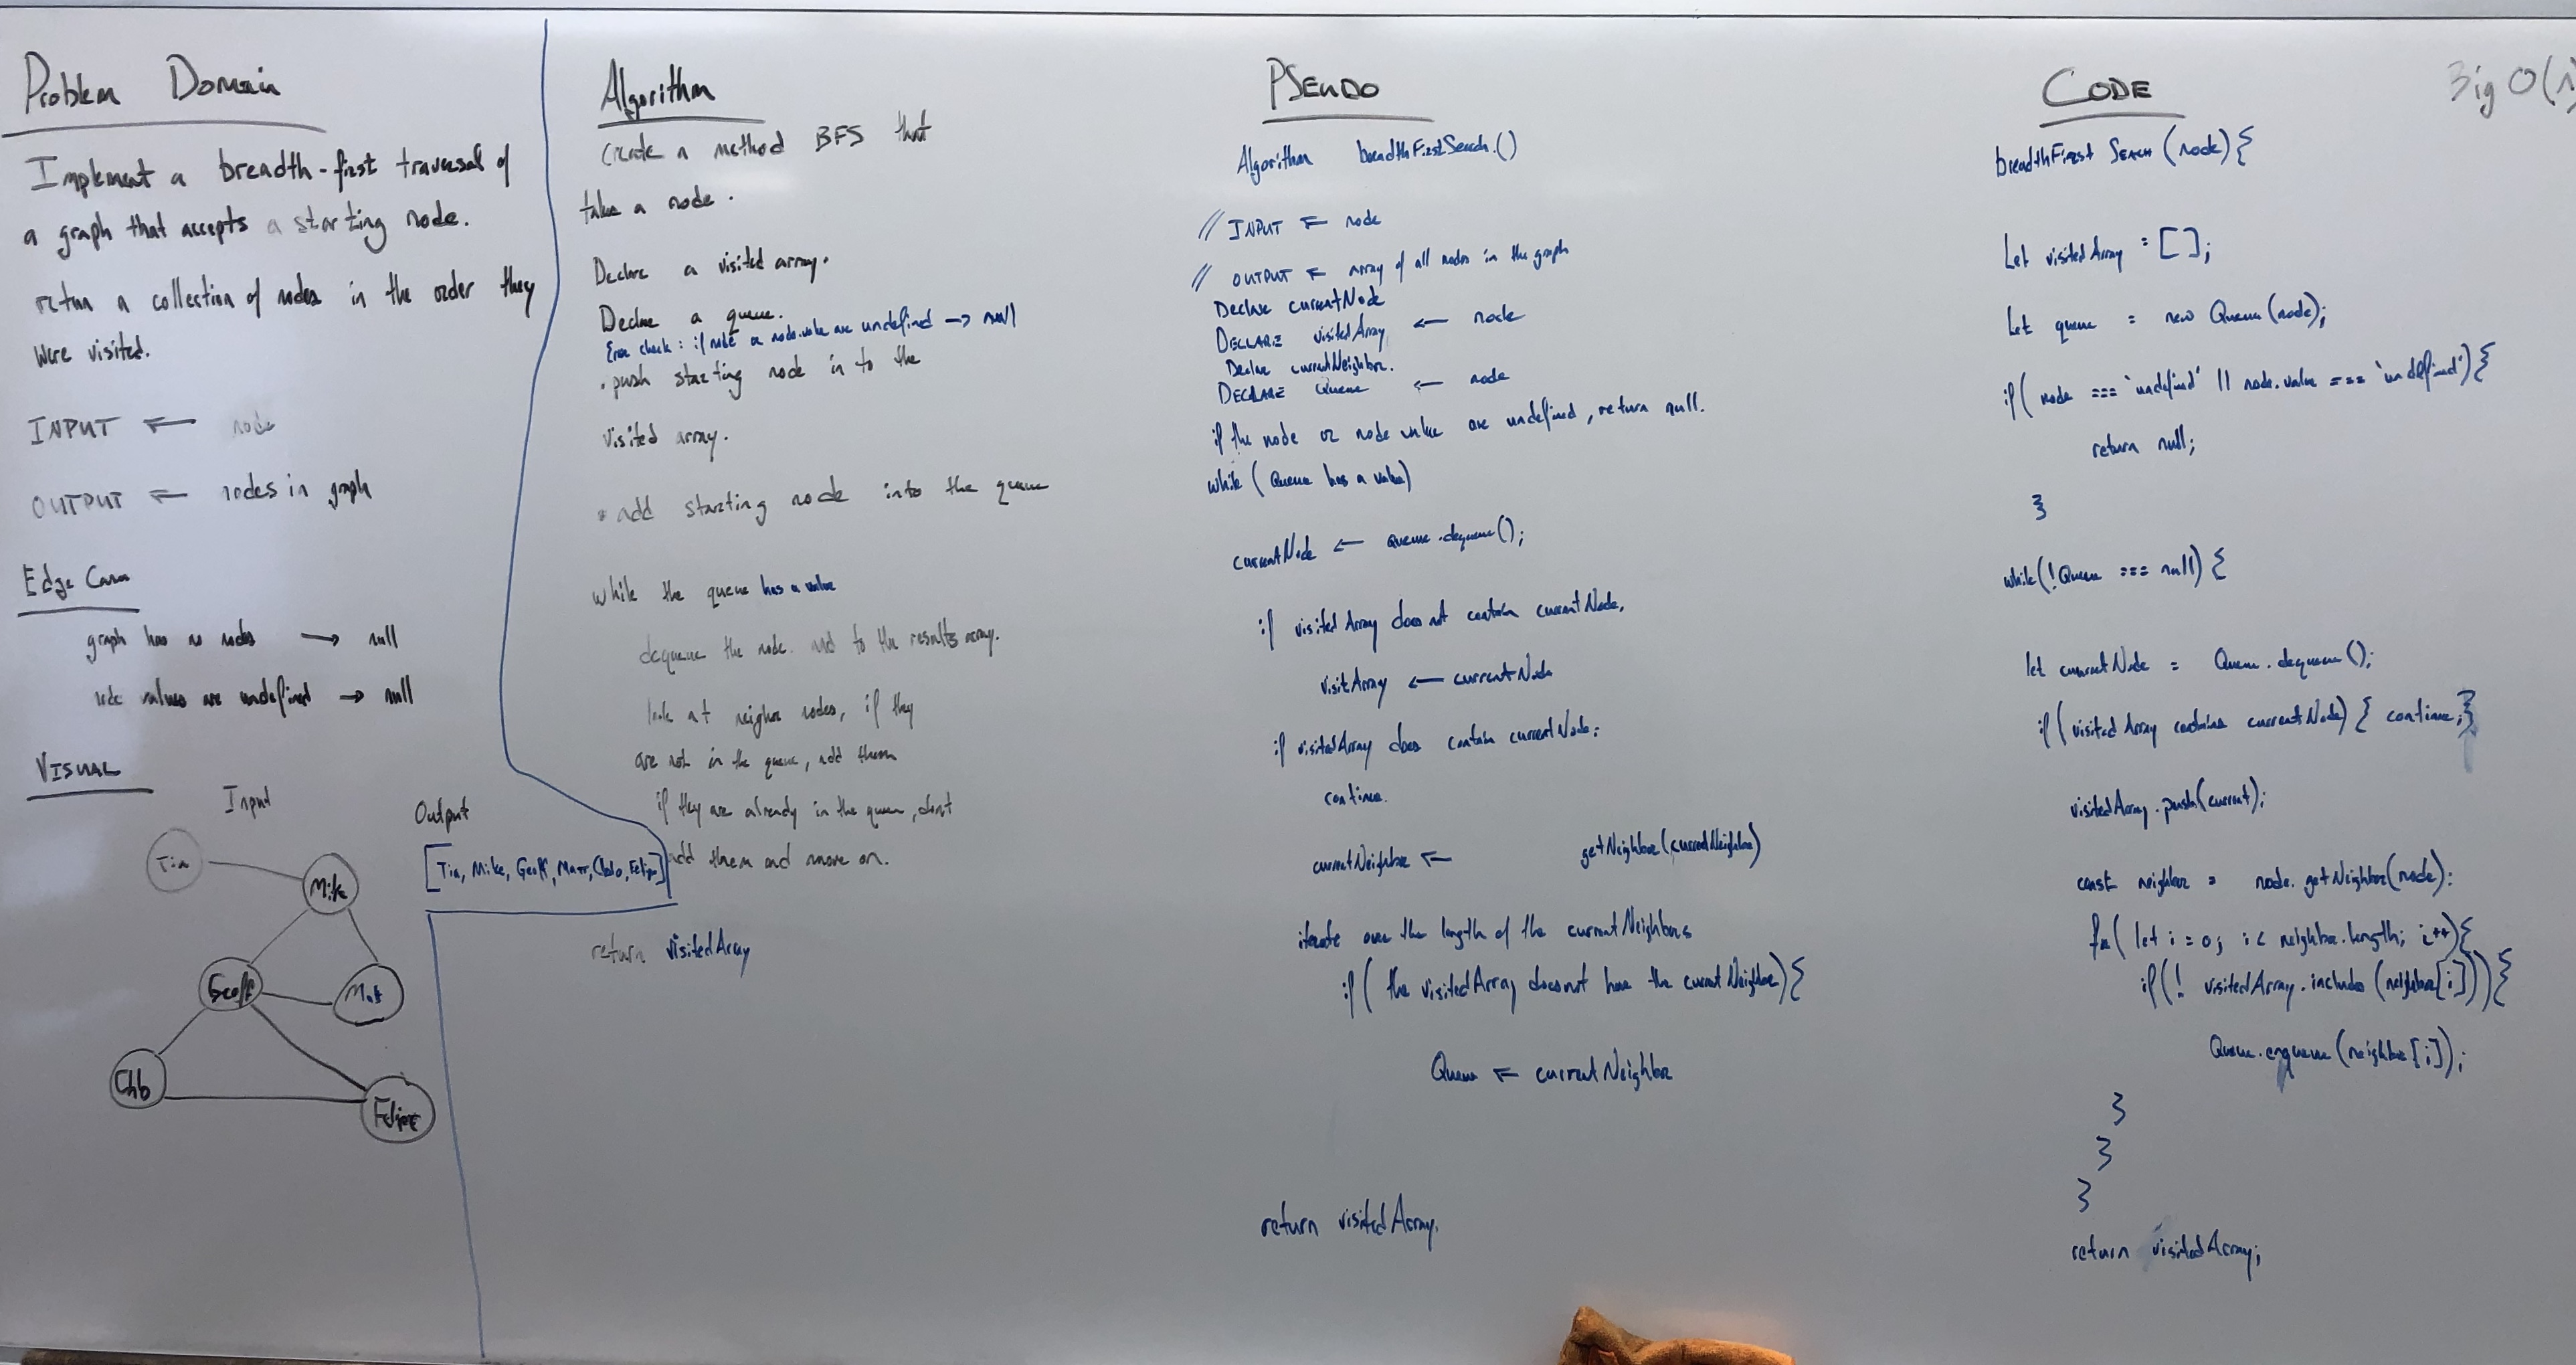 Problem Domain
Implement a breadth-first traversal of
a graph that accepts a starting node.
return a collection of nodes in the order they
were visited.
INPUT ← node
OUTPUT ← nodes in graph
Edge
graph has no nodes → null
node values are undefined → null
VISUAL
Input
Output
Tia
Mike
[Tia, Mike, Geoff, Matt, Chlo, Felipe]
Geoff
Mat
Chlo
Felipe
Algorithm
Create a method BFS that
take a node.
Declare a visited array.
Declare a queue.
Error check: if node or node.value are undefined → null
. push starting node in to the
visited array.
• add starting node into the queue
while the queue has a value
dequeue the node. and to the results array.
look at neighbor nodes, if they
are not in the queue, add them
if they are already in the queue, dont
add them and move on.
return visitedArray
PSEUDO
Algorithm breadthFirstSearch.()
// INPUT ← node
// OUTPUT ← array of all nodes in the graph
Declare currentNode
DECLARE visitedArray ← node
Declare currentNeighbor.
DECLARE Queue ← node
if the node or node value are undefined, return null.
while (Queue has a value)
currentNode ← Queue.dequeue();
if visitedArray does not contain currentNode,
visitArray ← currentNode
if visitedArray does contain currentNode;
continue.
currentNeighbor ← getNeighbor(currentNeighbor)
iterate over the length of the currentNeighbors
if( the visitedArray does not have the currentNeighbor){
Queue ← currentNeighbor
return visitedArray.
CODE
Big O(
breadthFirst Search (node){
Let visitedArray = [ ];
Let queue = new Queue(node);
if( node === 'undefined' || node.value === 'undefined'){
return null;
}
while(!Queue === null) {
let currentNode = Queue.dequeue();
if (visitedArray contains currentNode) { continue;}
visitedArray.push(current);
const neighbor = node.getNeighbor(node);
for( let i = 0; i < neighbor.length; i++){
if(! visitedArray.includes (neighbor[i])){
Queue.enqueue(neighbor[i]);
}
}
}
return visitedArray;